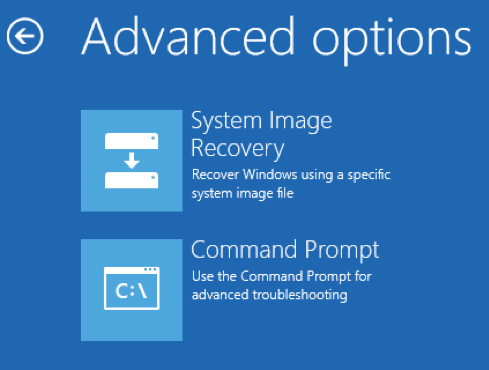 Advanced options
System Image
Recovery
Recover Windows using a specific
system image file
C:\
Command Prompt
Use the Command Prompt for
advanced troubleshooting